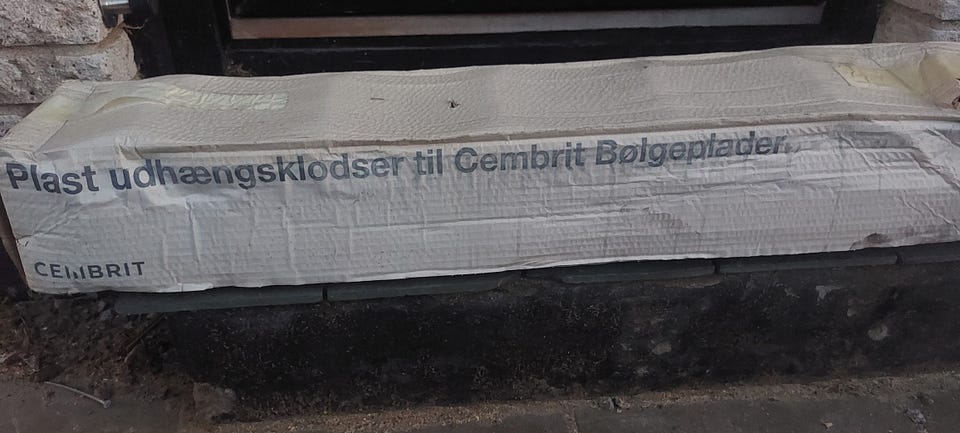 Plast udhængsklodser til Cembrit Bølgeplader
CEMBRIT